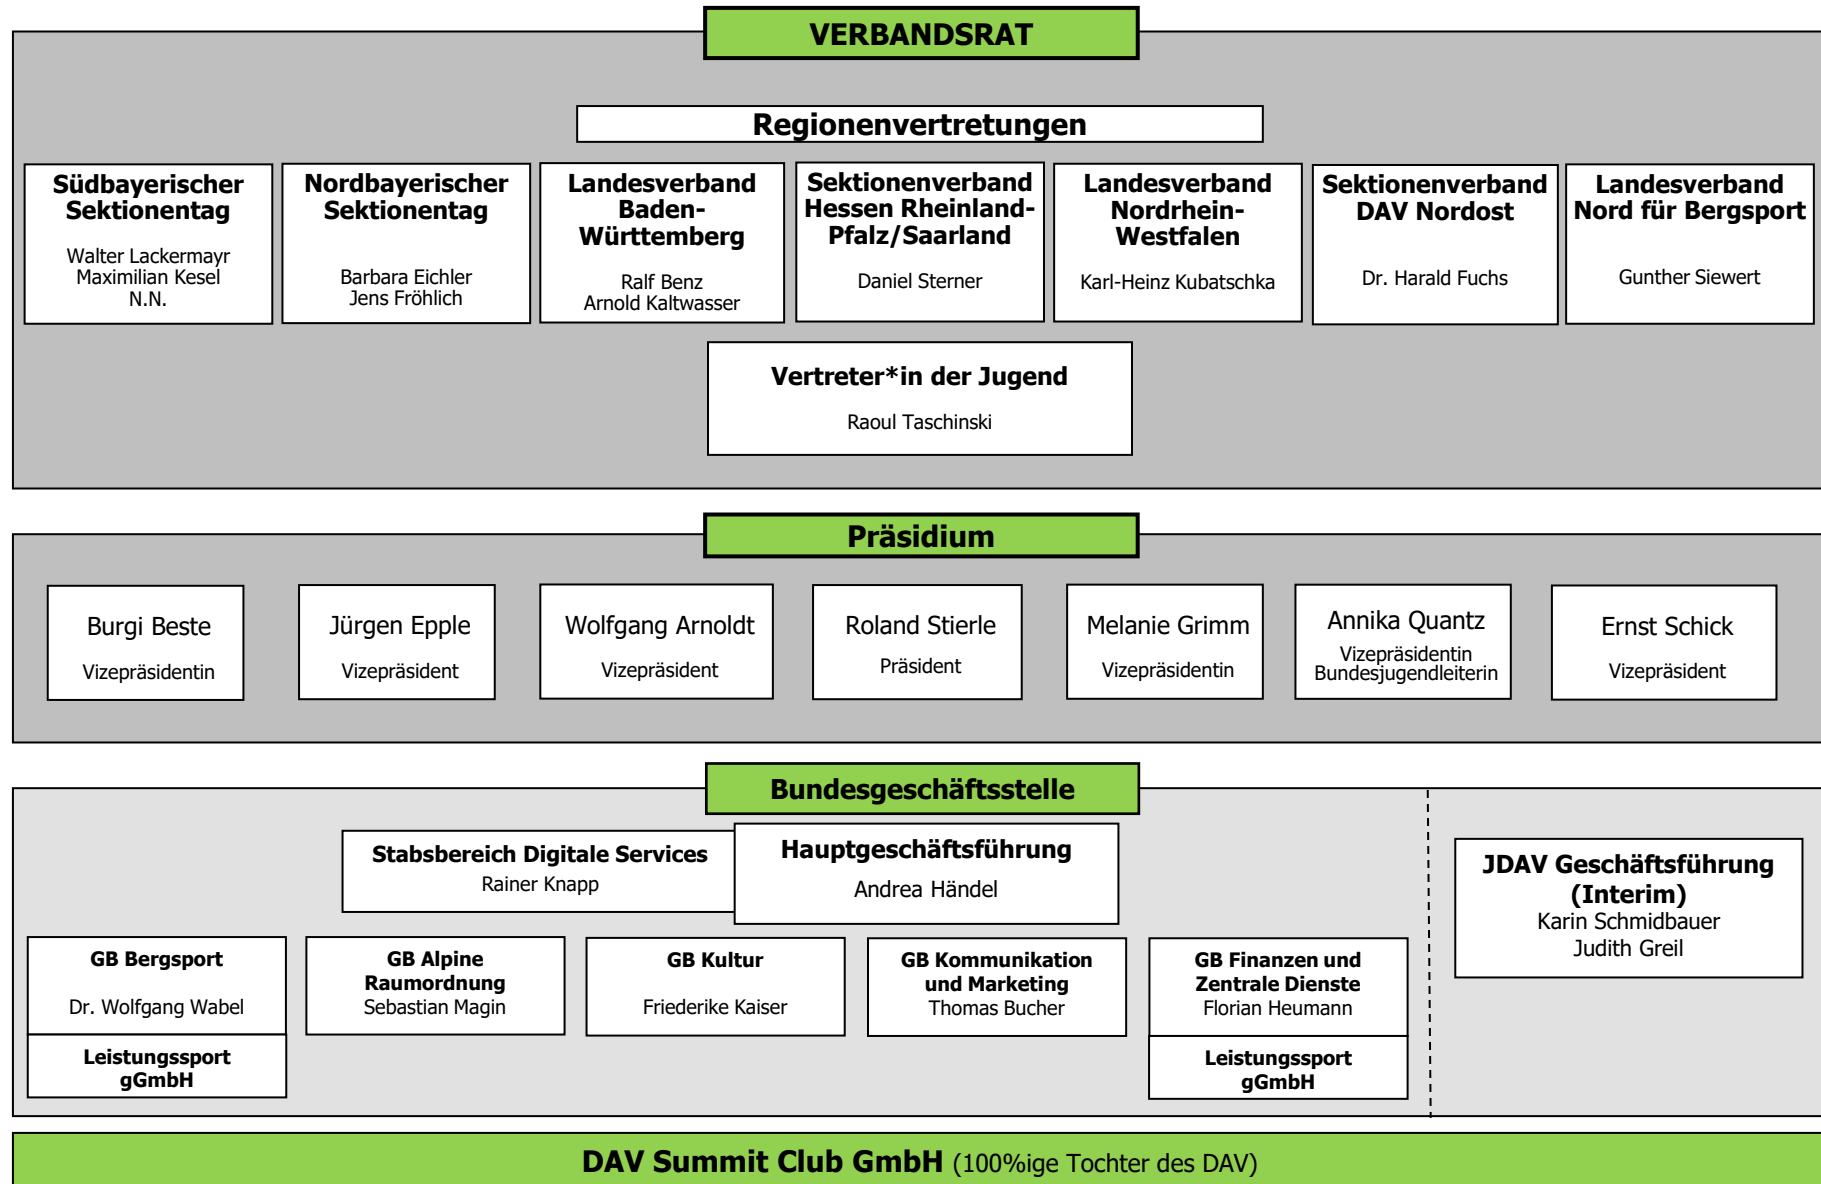 VERBANDSRAT
Regionenvertretungen
Südbayerischer
Sektionentag
Walter Lackermayr
Maximilian Kesel
N.N.
Nordbayerischer
Sektionentag
Barbara Eichler
Jens Fröhlich
Landesverband
Baden-
Württemberg
Ralf Benz
Arnold Kaltwasser
Sektionenverband
Hessen Rheinland-
Pfalz/Saarland
Daniel Sterner
Landesverband
Nordrhein-
Westfalen
Karl-Heinz Kubatschka
Sektionenverband
DAV Nordost
Dr. Harald Fuchs
Landesverband
Nord für Bergsport
Gunther Siewert
Vertreter*in der Jugend
Raoul Taschinski
Präsidium
Burgi Beste
Vizepräsidentin
Jürgen Epple
Vizepräsident
Wolfgang Arnoldt
Vizepräsident
Roland Stierle
Präsident
Melanie Grimm
Vizepräsidentin
Annika Quantz
Vizepräsidentin
Bundesjugendleiterin
Ernst Schick
Vizepräsident
Bundesgeschäftsstelle
Stabsbereich Digitale Services
Rainer Knapp
Hauptgeschäftsführung
Andrea Händel
JDAV Geschäftsführung
(Interim)
Karin Schmidbauer
Judith Greil
GB Bergsport
Dr. Wolfgang Wabel
Leistungssport
gGmbH
GB Alpine
Raumordnung
Sebastian Magin
GB Kultur
Friederike Kaiser
GB Kommunikation
und Marketing
Thomas Bucher
GB Finanzen und
Zentrale Dienste
Florian Heumann
Leistungssport
gGmbH
DAV Summit Club GmbH (100%ige Tochter des DAV)